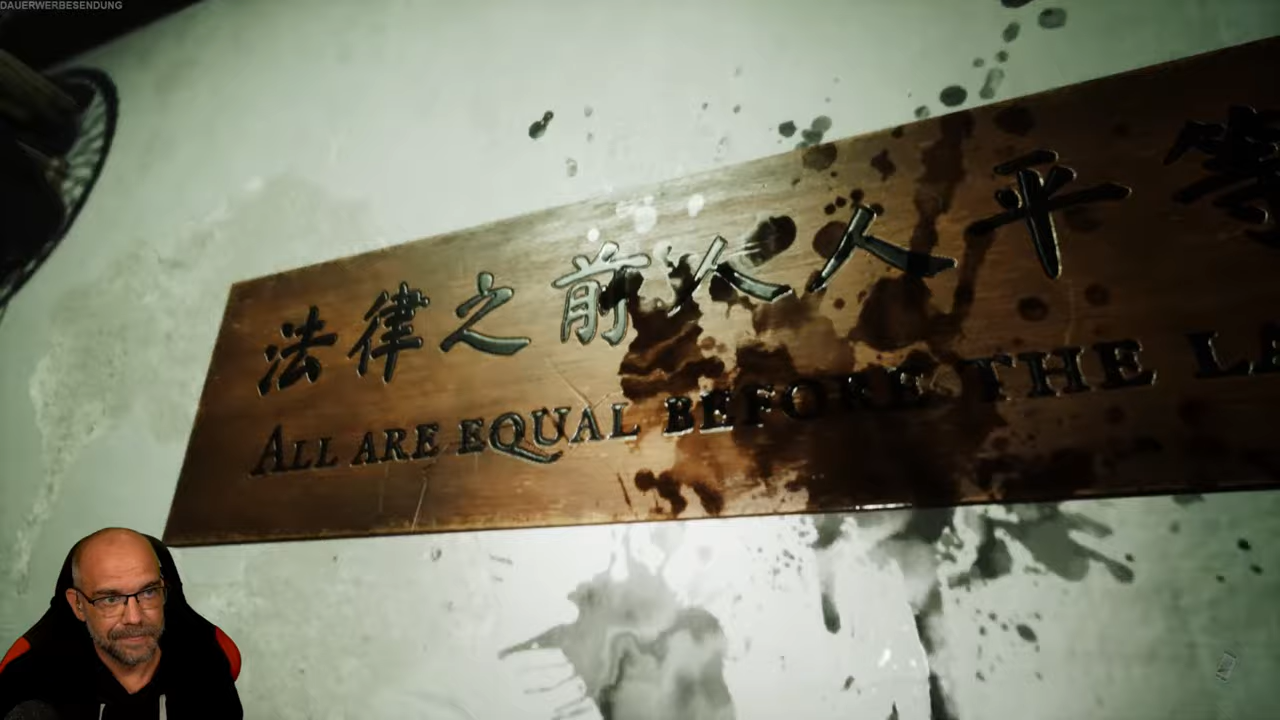 DAUERWERBESENDUNG
法律之前人人平等
ALL ARE EQUAL BEFORE THE